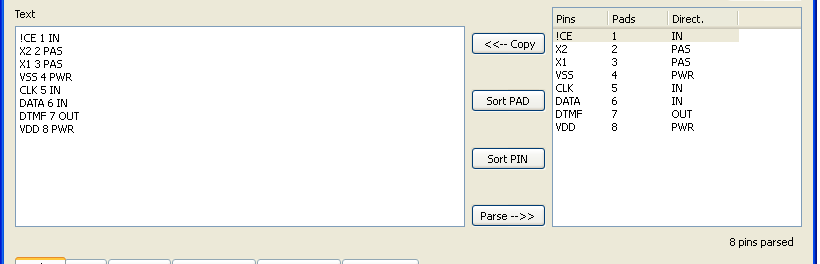 Text
!CE 1 IN
X2 2 PAS
X1 3 PAS
VSS 4 PWR
CLK 5 IN
DATA 6 IN
DTMF 7 OUT
VDD 8 PWR
<<-- Copy
Sort PAD
Sort PIN
Parse -->>
Pins Pads Direct.
!CE 1 IN
X2 2 PAS
X1 3 PAS
VSS 4 PWR
CLK 5 IN
DATA 6 IN
DTMF 7 OUT
VDD 8 PWR
8 pins parsed